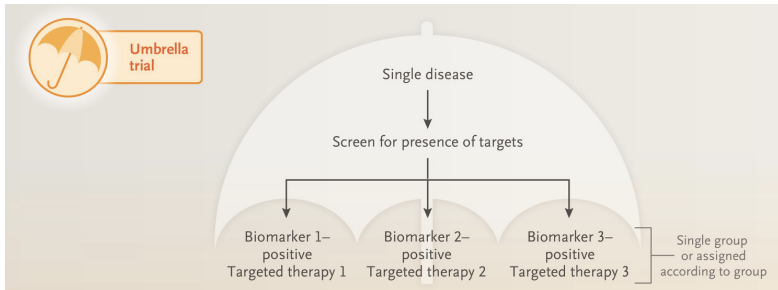 Umbrella
trial
Single disease
Screen for presence of targets
Biomarker 1–
positive
Targeted therapy 1
Biomarker 2–
positive
Targeted therapy 2
Biomarker 3–
positive
Targeted therapy 3
Single group
or assigned
according to group